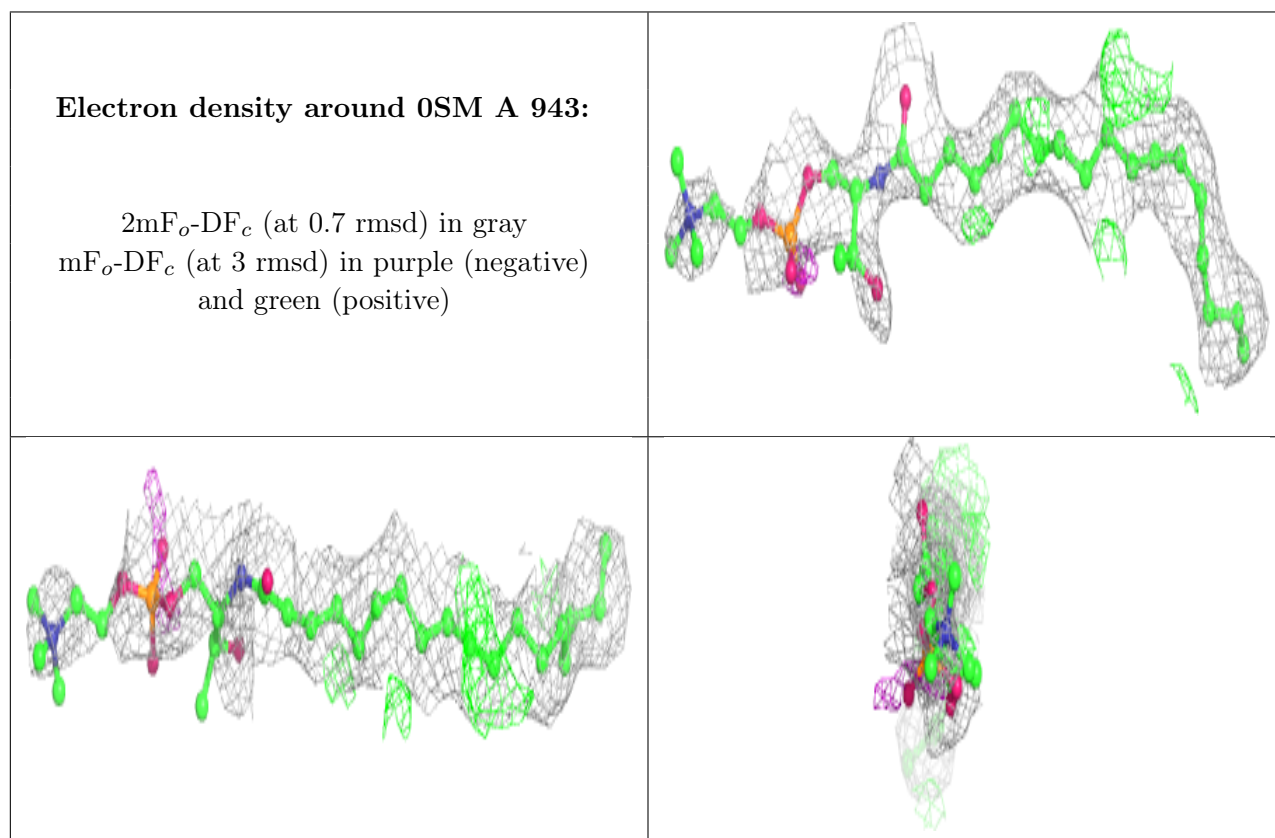 Electron density around 0SM A 943:
2mFo-DFc (at 0.7 rmsd) in gray
mFo-DFc (at 3 rmsd) in purple (negative)
and green (positive)